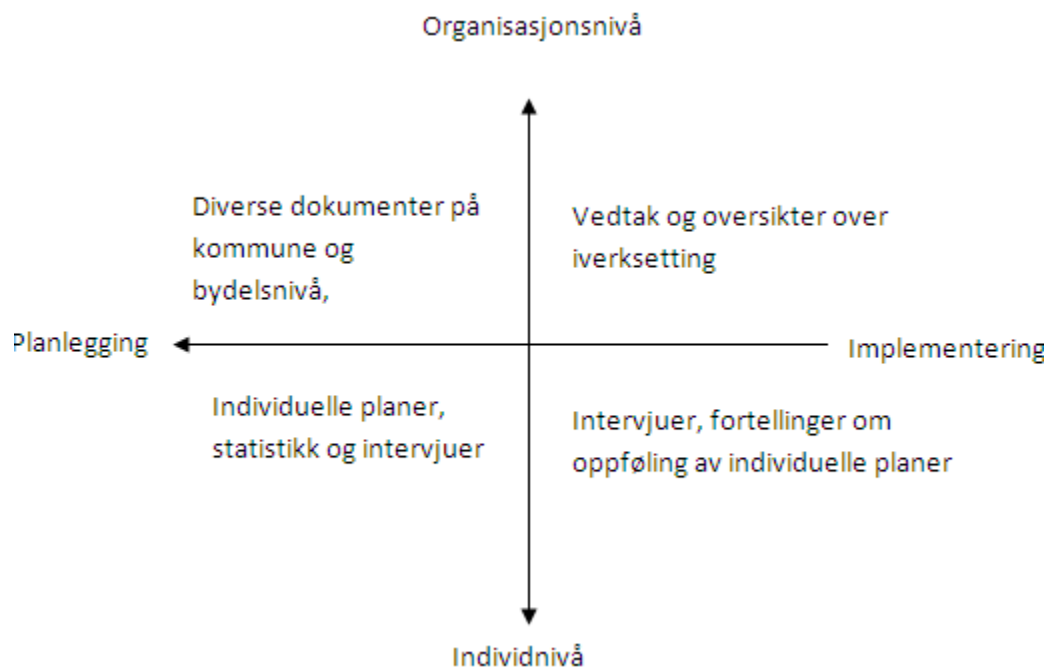 Organisasjonsnivå
Diverse dokumenter på
kommune og
bydelsnivå,
Vedtak og oversikter over
iverksetting
Planlegging
Implementering
Individuelle planer,
statistikk og intervjuer
Intervjuer, fortellinger om
oppføling av individuelle planer
Individnivå